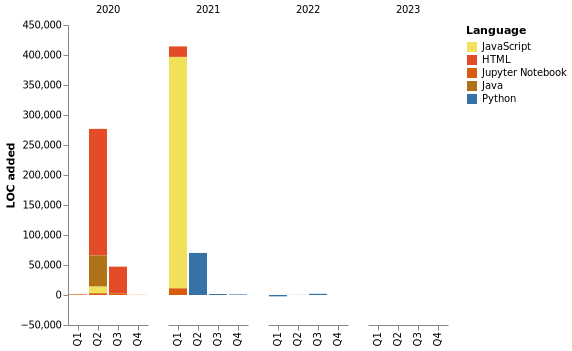 2020 2021 2022 2023
Language
JavaScript
HTML
Jupyter Notebook
Java
Python
LOC added
450,000
400,000
350,000
300,000
250,000
200,000
150,000
100,000
50,000
0
−50,000
Q1 Q2 Q3 Q4 Q1 Q2 Q3 Q4 Q1 Q2 Q3 Q4 Q1 Q2 Q3 Q4